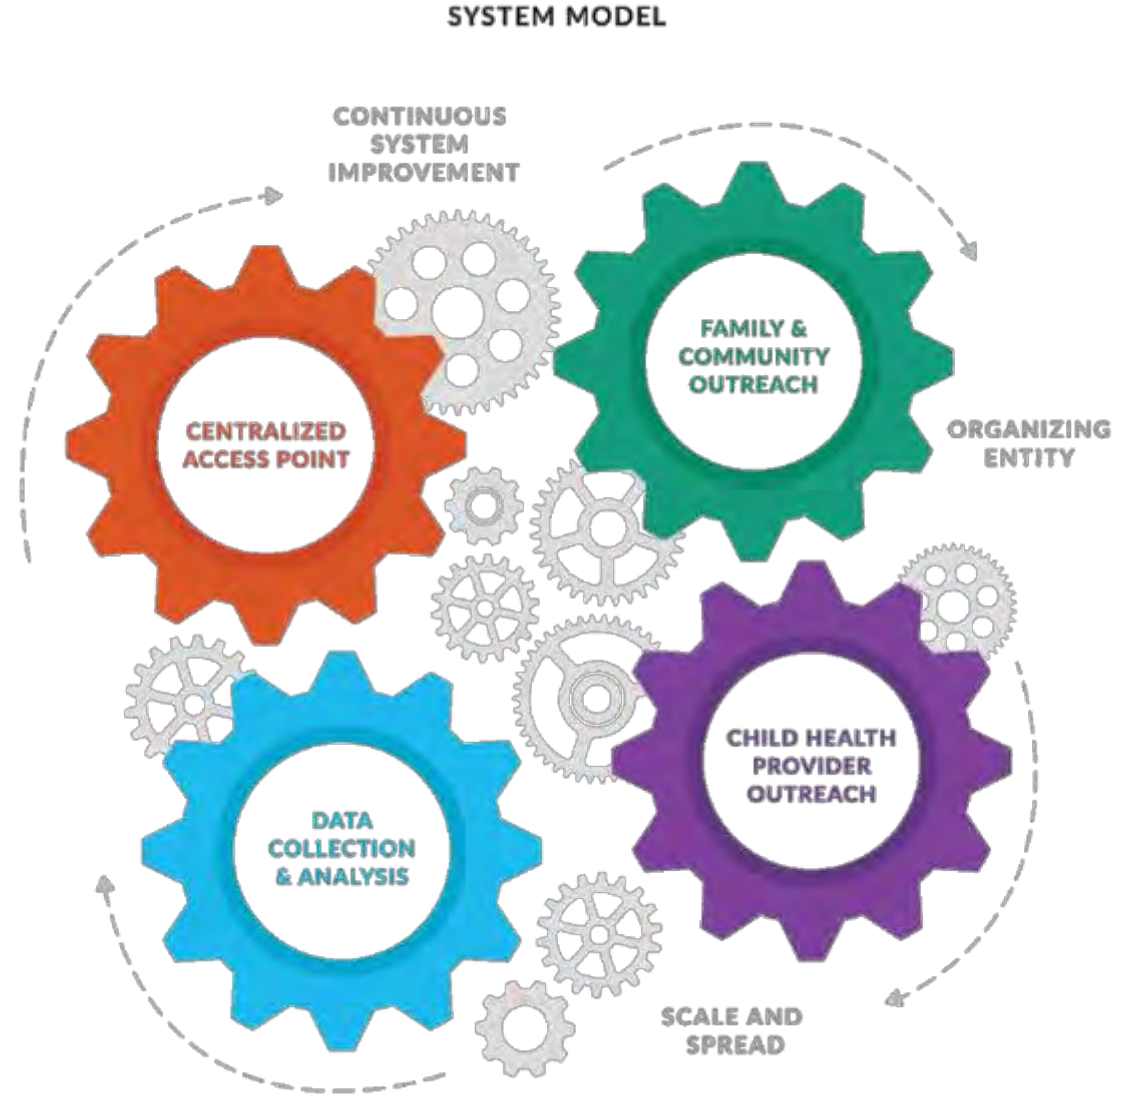 SYSTEM MODEL
CONTINUOUS
SYSTEM
IMPROVEMENT
FAMILY &
COMMUNITY
OUTREACH
CENTRALIZED
ACCESS POINT
ORGANIZING
ENTITY
CHILD HEALTH
PROVIDER
OUTREACH
DATA
COLLECTION
& ANALYSIS
SCALE AND
SPREAD